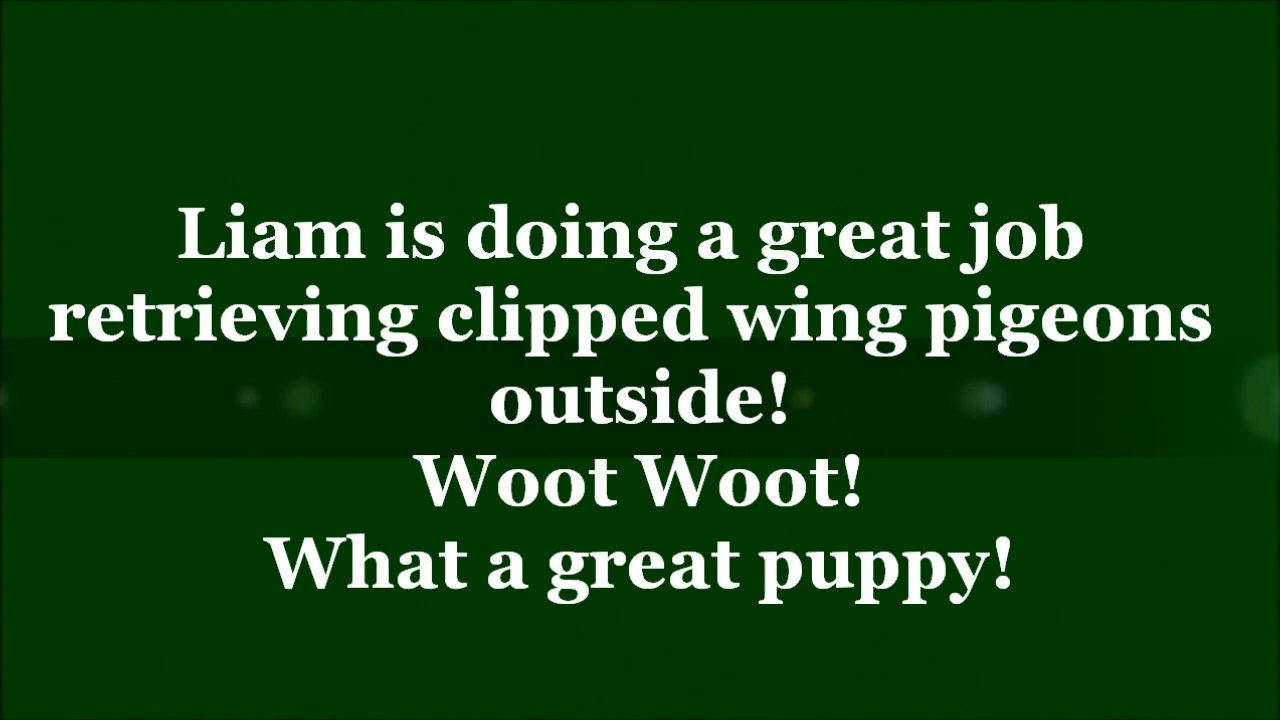 Liam is doing a great job
retrieving clipped wing pigeons
outside!
Woot Woot!
What a great puppy!